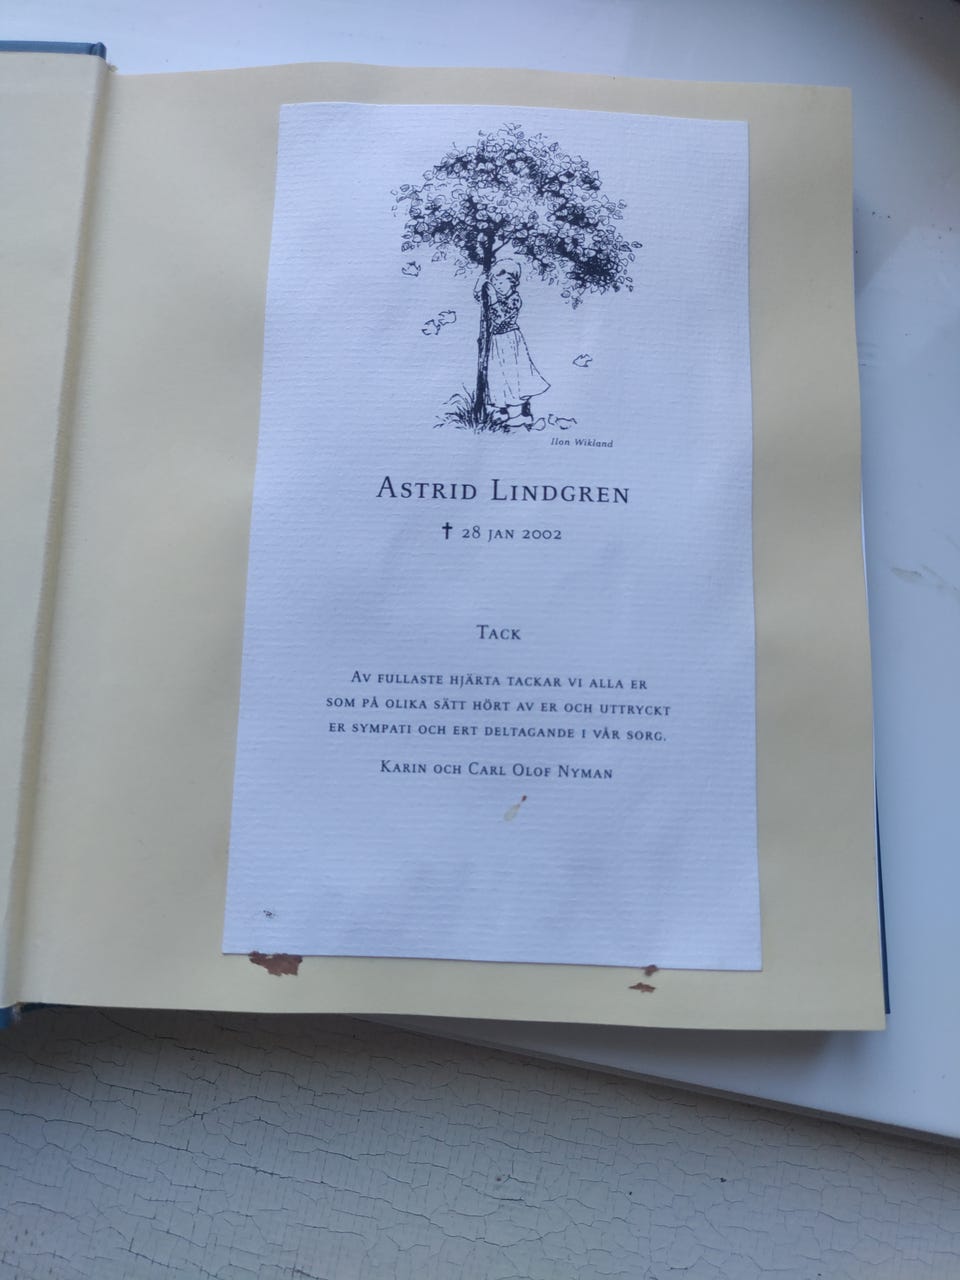 Ilon Wikland
ASTRID LINDGREN
✝ 28 JAN 2002
TACK
AV FULLASTE HJÄRTA TACKAR VI ALLA ER
SOM PÅ OLIKA SÄTT HÖRT AV ER OCH UTTRYCKT
ER SYMPATI OCH ERT DELTAGANDE I VÅR SORG.
KARIN OCH CARL OLOF NYMAN